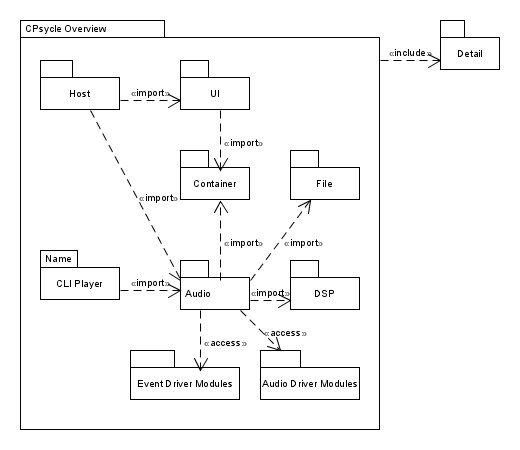 CPsycle Overview
«include»
Detail
Host
«import»
UI
«import»
Container
File
«import»
«import»
«import»
Name
CLI Player
«import»
Audio
«import»
DSP
«access»
«access»
Event Driver Modules
Audio Driver Modules